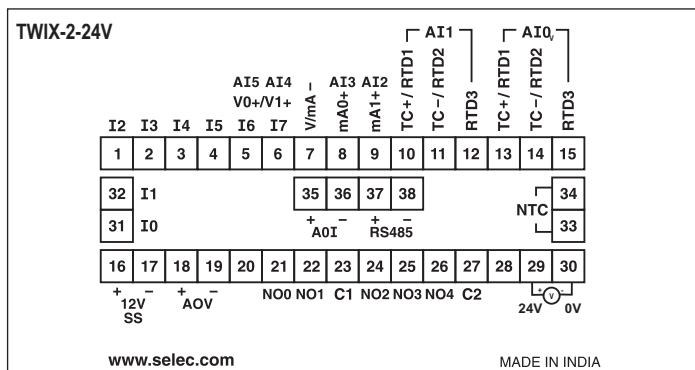 TWIX-2-24V
AI1 AI0v
TC+/ RTD1 TC-/ RTD2 RTD3 TC+/ RTD1 TC-/ RTD2 RTD3
AI5 AI4 V/mA - AI3 AI2
V0+/V1+ mA0+ mA1+
I2 I3 I4 I5 I6 I7
1 2 3 4 5 6 7 8 9 10 11 12 13 14 15
32 I1 35 36 37 38 34
NTC
31 I0 + - + - 33
A0I RS485
16 17 18 19 20 21 22 23 24 25 26 27 28 29 30
+ - + - NO0 NO1 C1 NO2 NO3 NO4 C2 + V -
12V AOV 24V 0V
SS
www.selec.com MADE IN INDIA